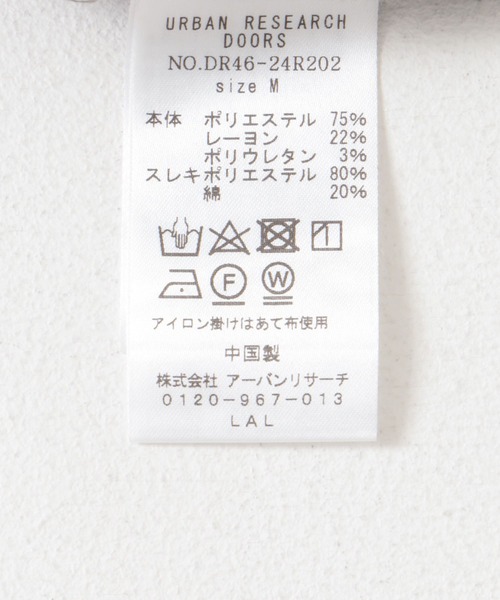 URBAN RESEARCH
DOORS
NO.DR46-24R202
size M
本体 ポリエステル 75%
レーヨン 22%
ポリウレタン 3%
スレキポリエステル 80%
綿 20%
F W
アイロン掛けはあて布使用
中国製
株式会社 アーバンリサーチ
0120-967-013
LAL